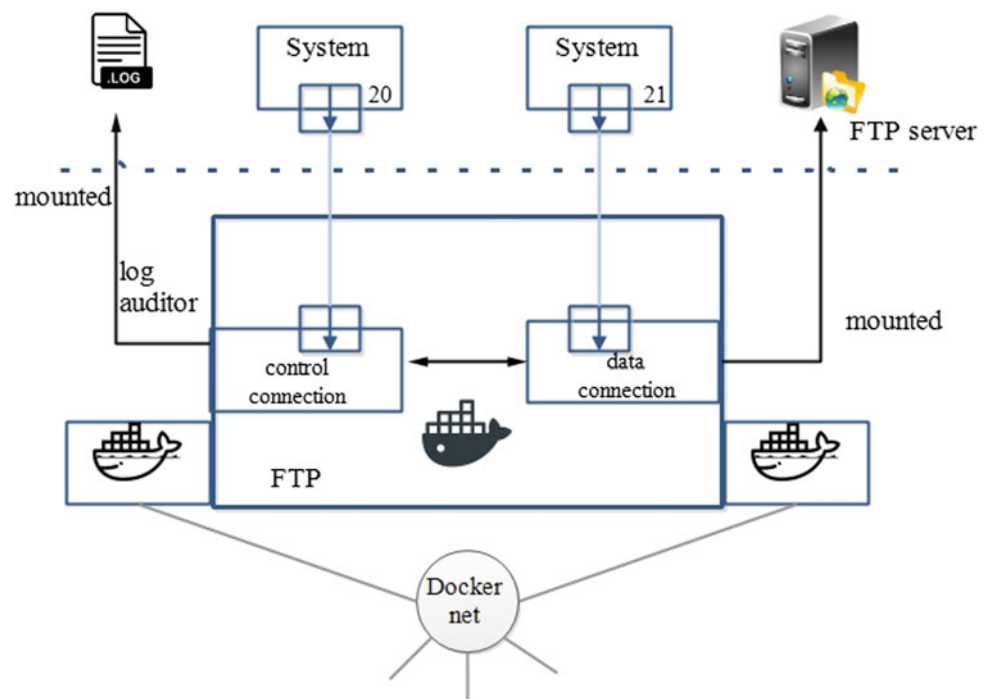 .LOG
System
20
System
21
FTP server
mounted
log
auditor
mounted
control
connection
data
connection
FTP
Docker
net